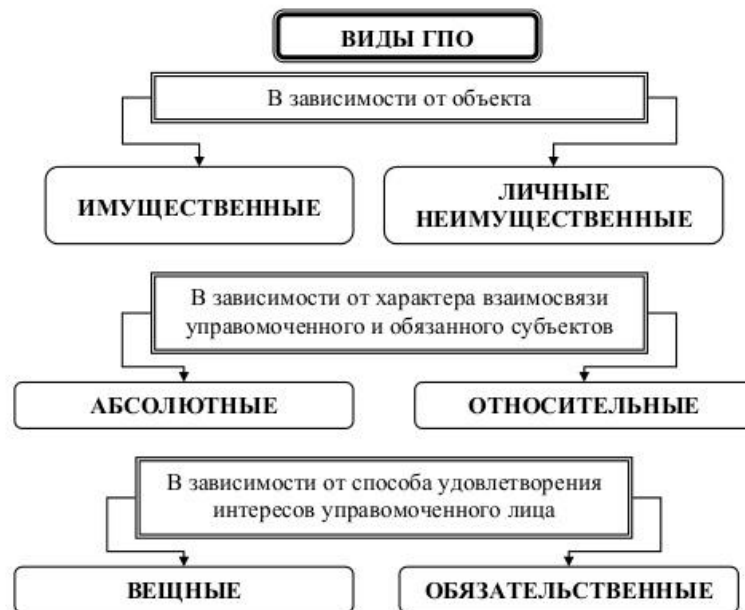 ВИДЫ ГПО
В зависимости от объекта
ИМУЩЕСТВЕННЫЕ
ЛИЧНЫЕ
НЕИМУЩЕСТВЕННЫЕ
В зависимости от характера взаимосвязи
управомоченного и обязанного субъектов
АБСОЛЮТНЫЕ
ОТНОСИТЕЛЬНЫЕ
В зависимости от способа удовлетворения
интересов управомоченного лица
ВЕЩНЫЕ
ОБЯЗАТЕЛЬСТВЕННЫЕ